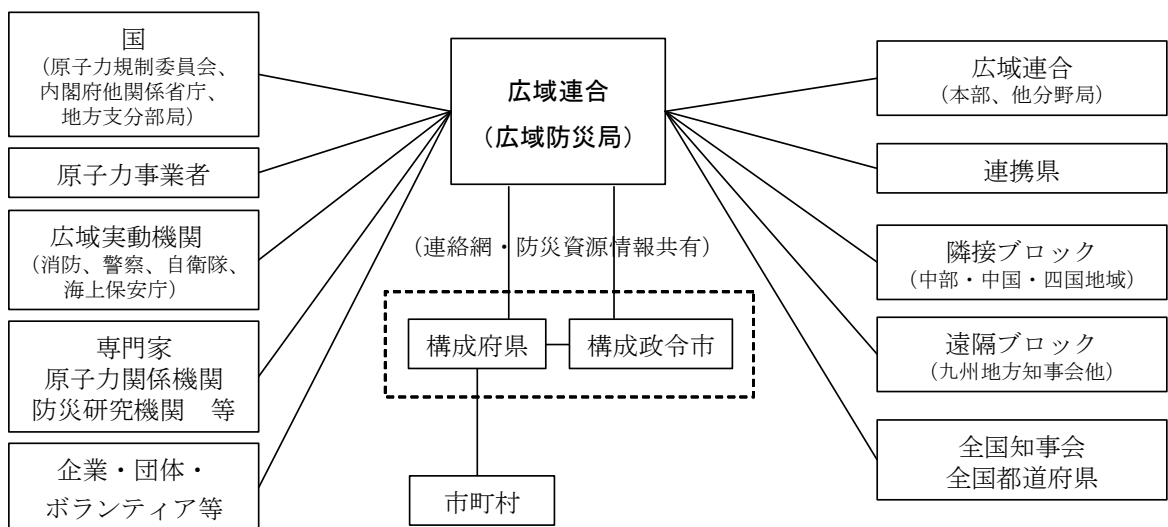 国
(原子力規制委員会、
内閣府他関係省庁、
地方支分部局)
原子力事業者
広域実動機関
(消防、警察、自衛隊、
海上保安庁)
専門家
原子力関係機関
防災研究機関　等
企業・団体・
ボランティア等
広域連合
(広域防災局)
(連絡網・防災資源情報共有)
構成府県
構成政令市
市町村
広域連合
(本部、他分野局)
連携県
隣接ブロック
(中部・中国・四国地域)
遠隔ブロック
(九州地方知事会他)
全国知事会
全国都道府県